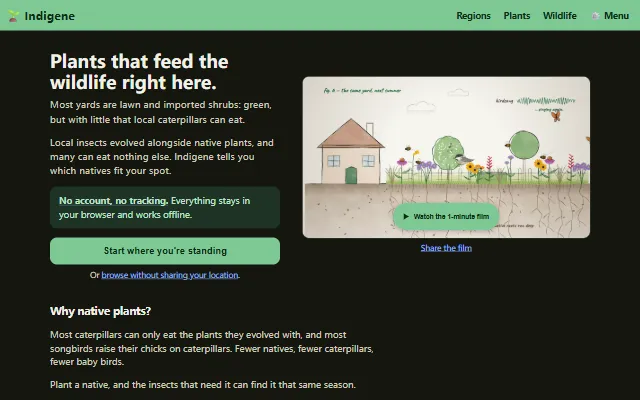 Indigene
Regions Plants Wildlife Menu
Plants that feed the
wildlife right here.
Most yards are lawn and imported shrubs: green,
but with little that local caterpillars can eat.
Local insects evolved alongside native plants, and
many can eat nothing else. Indigene tells you
which natives fit your spot.
No account, no tracking. Everything stays in
your browser and works offline.
Start where you're standing
Or browse without sharing your location.
the same yard, next summer
Birdsong
Watch the 1-minute film
Share the film
Why native plants?
Most caterpillars can only eat the plants they evolved with, and most
songbirds raise their chicks on caterpillars. Fewer natives, fewer caterpillars,
fewer baby birds.
Plant a native, and the insects that need it can find it that same season.